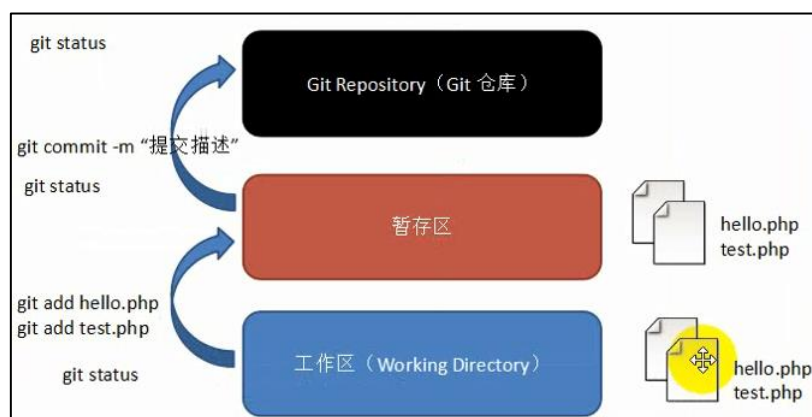 git status
Git Repository（Git 仓库）
git commit -m “提交描述”
git status
暂存区
hello.php
test.php
git add hello.php
git add test.php
工作区（Working Directory）
git status
hello.php
test.php